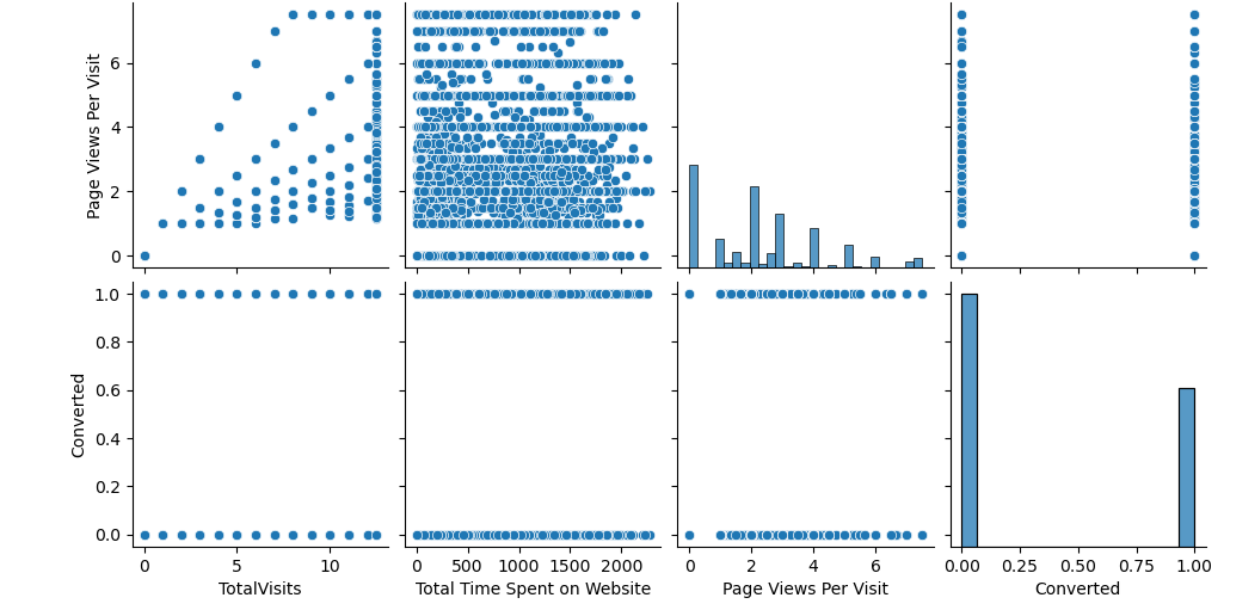 Page Views Per Visit
6
4
2
0
Converted
1.0
0.8
0.6
0.4
0.2
0.0
0 5 10
TotalVisits
0 500 1000 1500 2000
Total Time Spent on Website
0 2 4 6
Page Views Per Visit
0.00 0.25 0.50 0.75 1.00
Converted